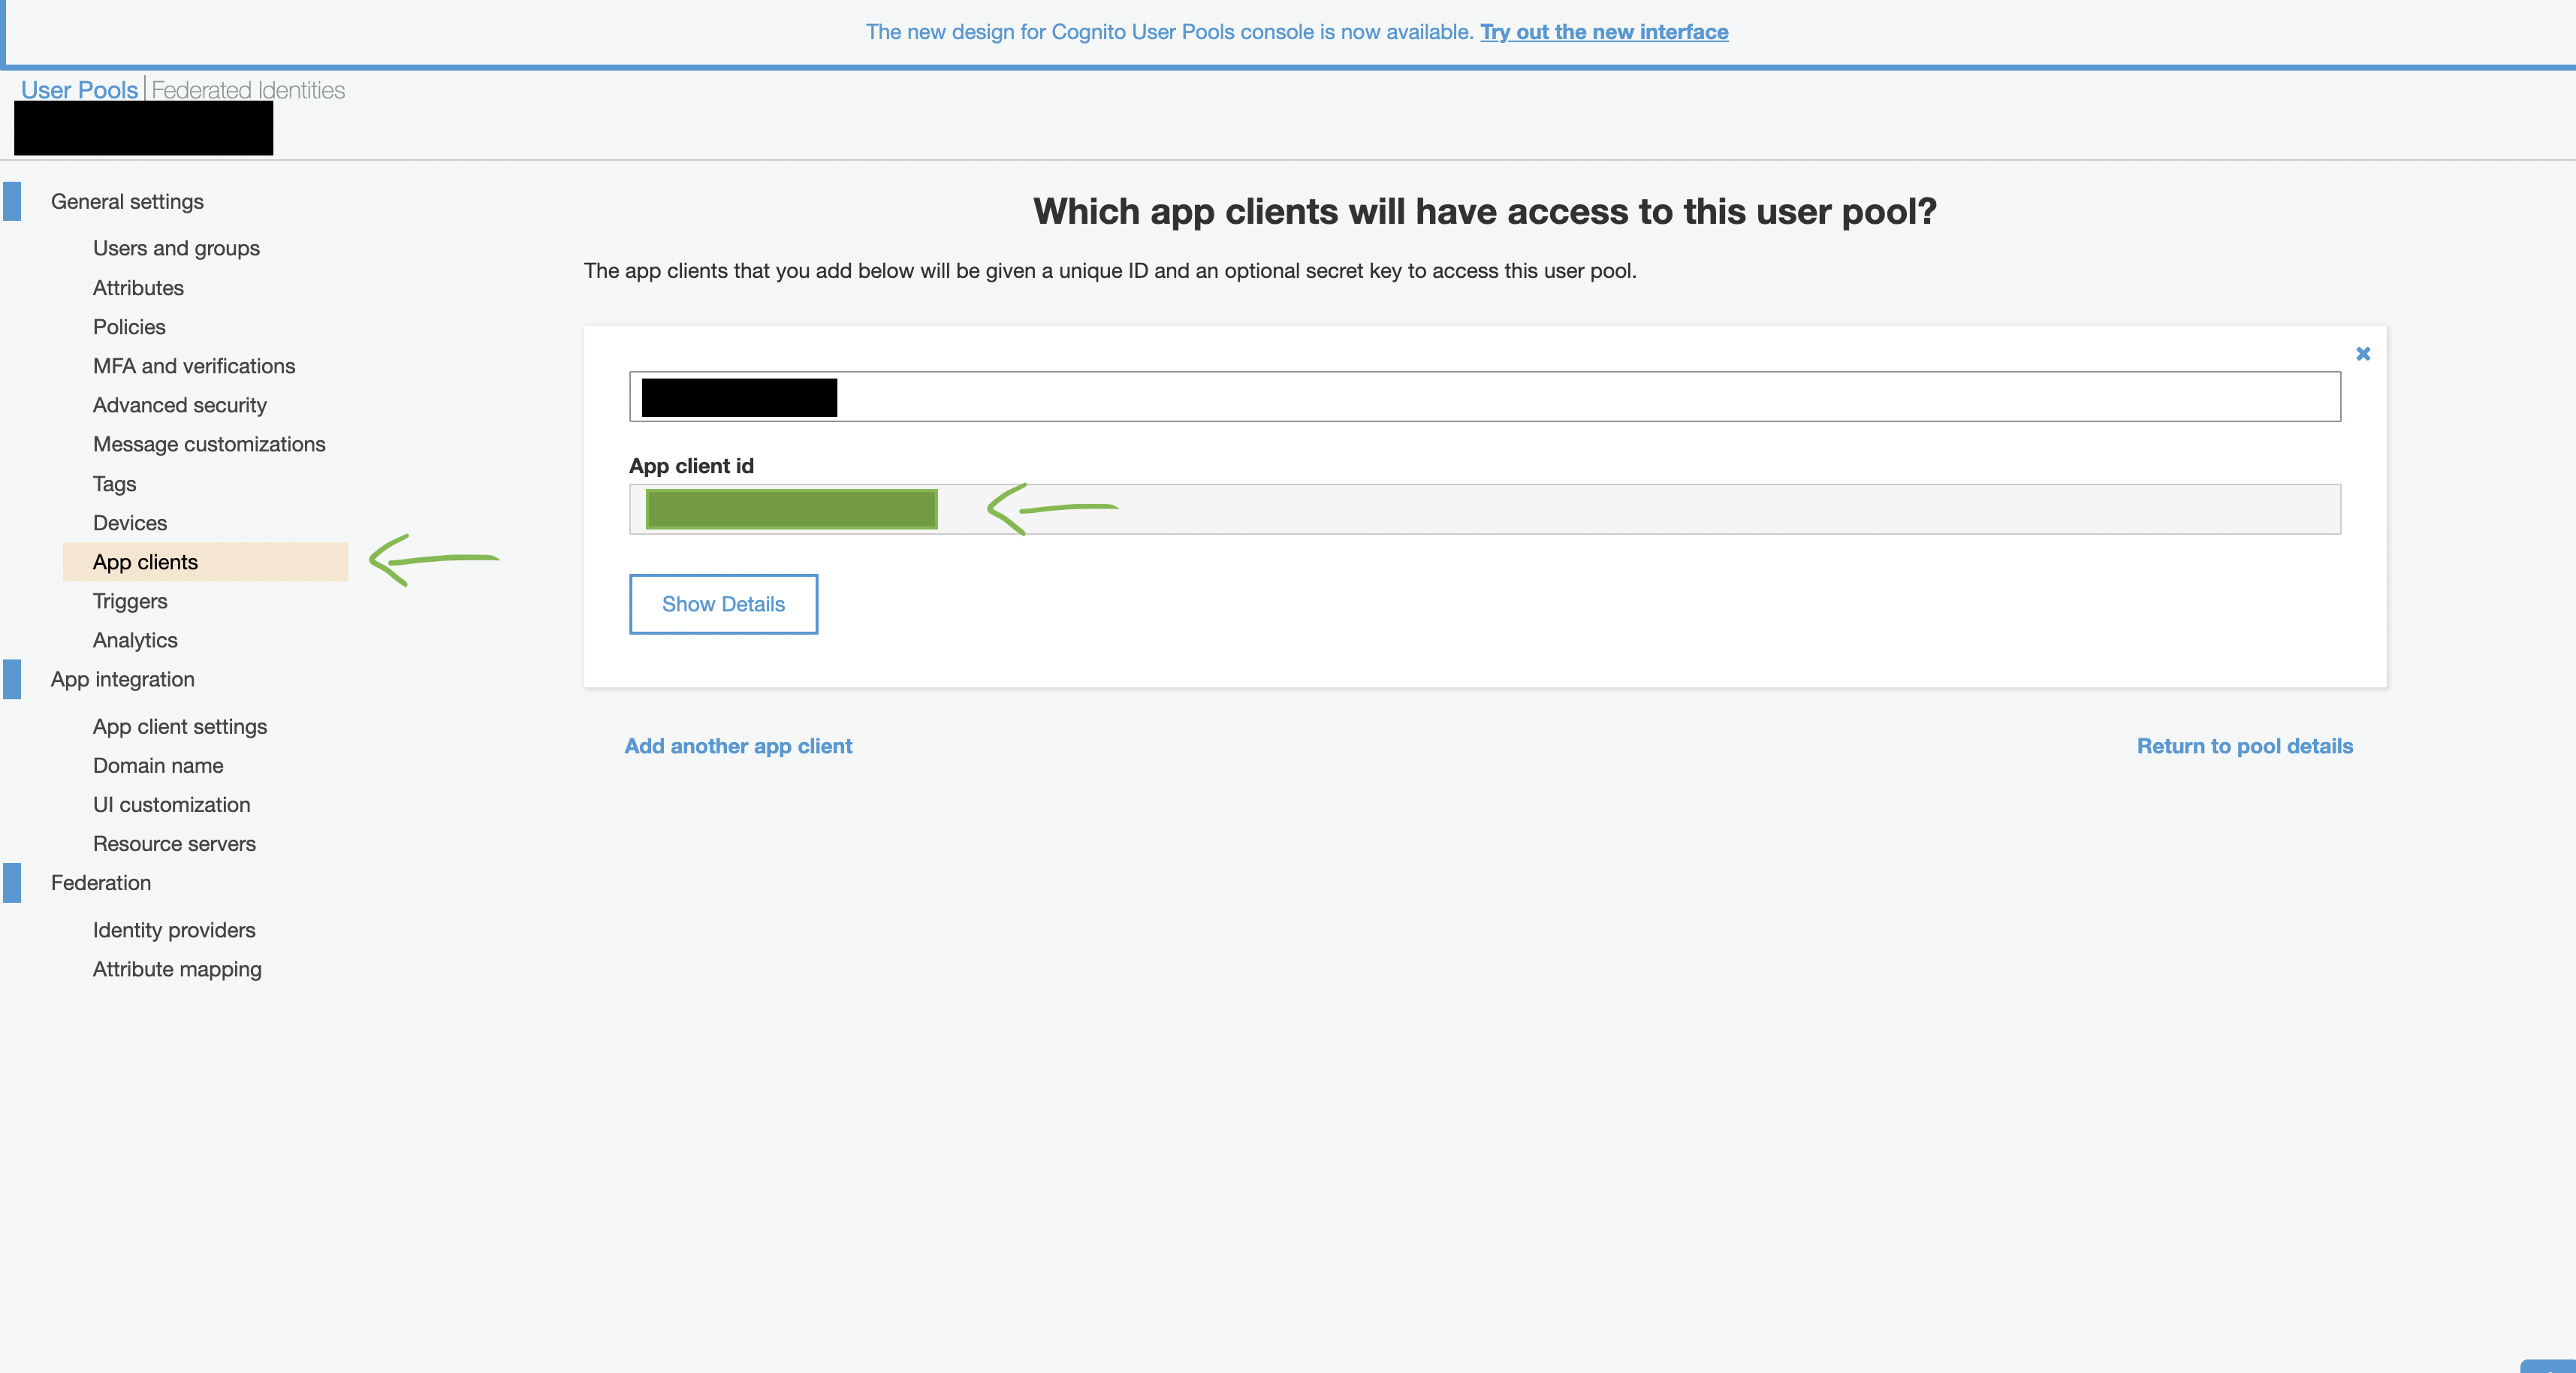 The new design for Cognito User Pools console is now available. Try out the new interface
User Pools Federated Identities
General settings
Users and groups
Attributes
Policies
MFA and verifications
Advanced security
Message customizations
Tags
Devices
App clients
Triggers
Analytics
App integration
App client settings
Domain name
UI customization
Resource servers
Federation
Identity providers
Attribute mapping
Which app clients will have access to this user pool?
The app clients that you add below will be given a unique ID and an optional secret key to access this user pool.
App client id
Show Details
Add another app client
Return to pool details